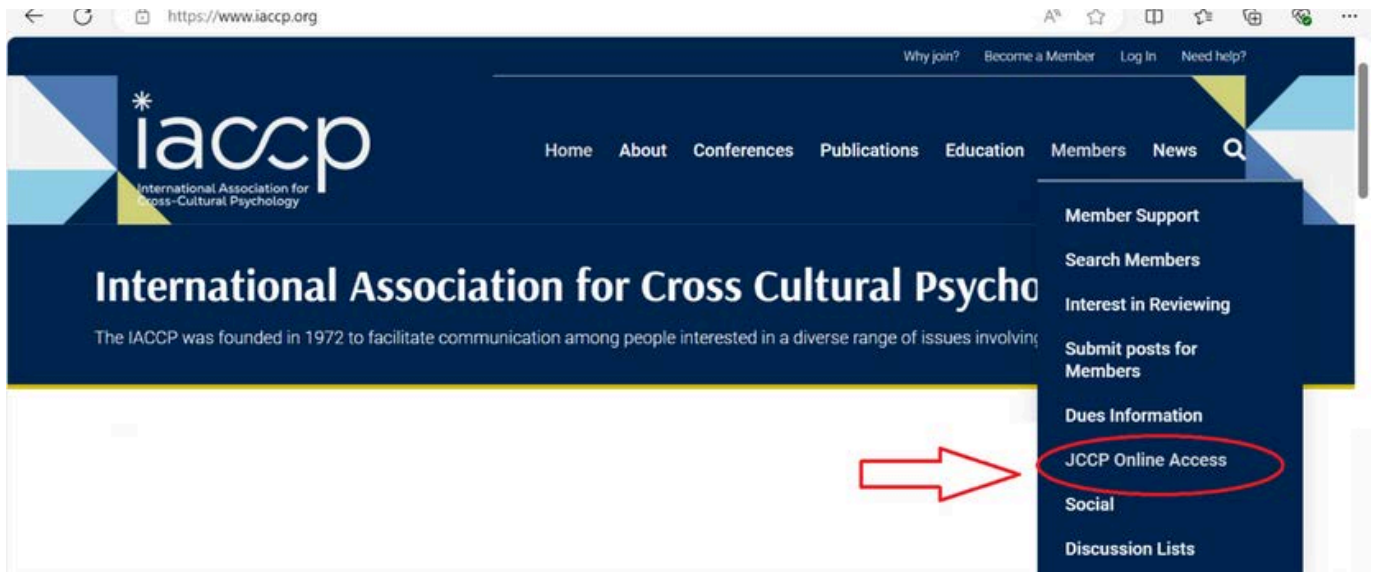 https://www.iaccp.org
Why join? Become a Member Log In Need help?
iaccp
International Association for
Cross-Cultural Psychology
Home About Conferences Publications Education Members News
Member Support
Search Members
Interest in Reviewing
Submit posts for
Members
Dues Information
JCCP Online Access
Social
Discussion Lists
International Association for Cross Cultural Psycho
The IACCP was founded in 1972 to facilitate communication among people interested in a diverse range of issues involving